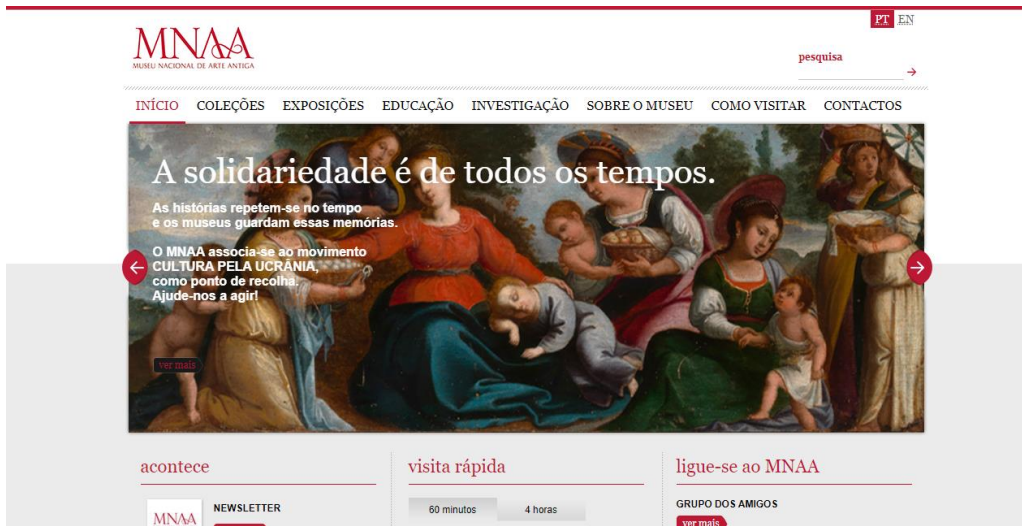 PT EN
MNAA
MUSEU NACIONAL DE ARTE ANTIGA
pesquisa
INÍCIO COLEÇÕES EXPOSIÇÕES EDUCAÇÃO INVESTIGAÇÃO SOBRE O MUSEU COMO VISITAR CONTACTOS
A solidariedade é de todos os tempos.
As histórias repetem-se no tempo
e os museus guardam essas memórias.
O MNAA associa-se ao movimento
CULTURA PELA UCRÂNIA,
como ponto de recolha.
Ajude-nos a agir!
ver mais
acontece
visita rápida
ligue-se ao MNAA
MNAA
NEWSLETTER
60 minutos 4 horas
GRUPO DOS AMIGOS
ver mais